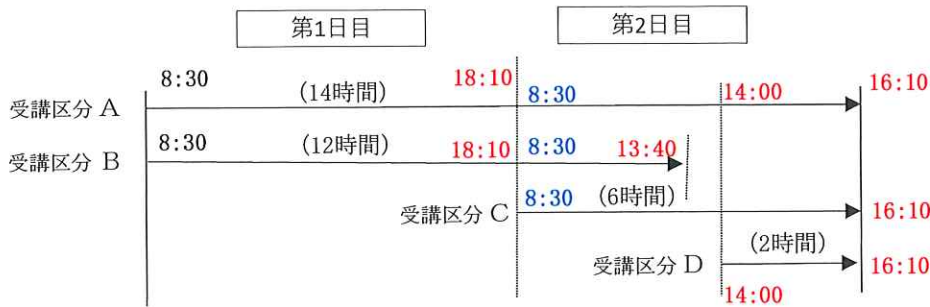 第1日目 第2日目
8:30 (14時間) 18:10 8:30 14:00 16:10
受講区分 A
8:30 (12時間) 18:10 8:30 13:40
受講区分 B
8:30 (6時間)
受講区分 C 16:10
(2時間)
受講区分 D 16:10
14:00